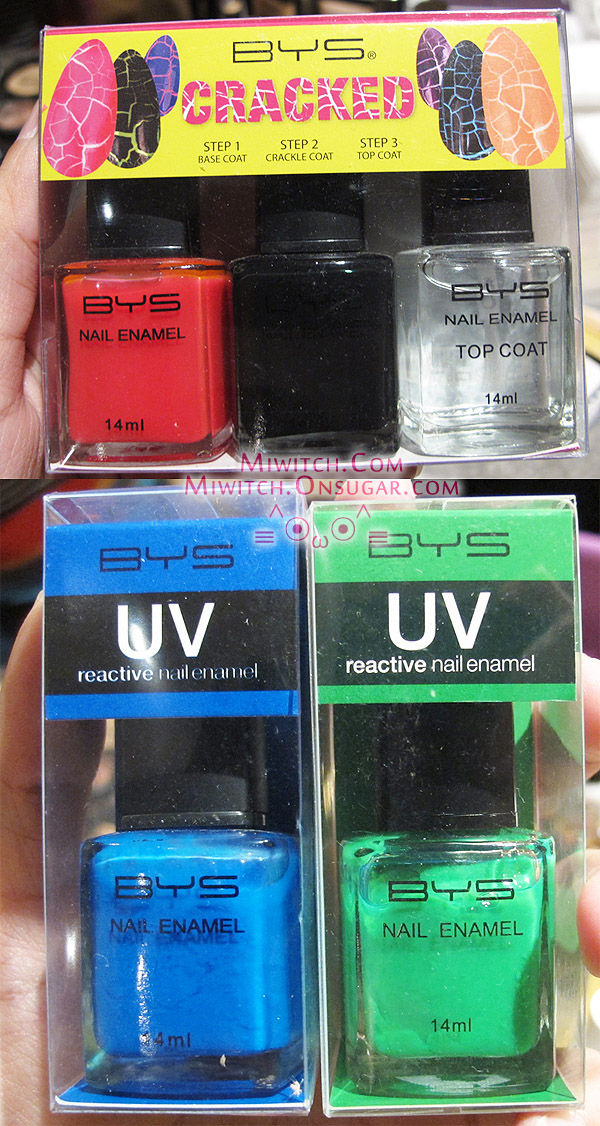 BYS®
CRACKED
STEP 1 STEP 2 STEP 3
BASE COAT CRACKLE COAT TOP COAT
BYS
NAIL ENAMEL
14ml
BYS
BYS
NAIL ENAMEL
TOP COAT
14ml
Miwitch.Com
Miwitch.Onsugar.com
BYS
UV
reactive nail enamel
BYS
NAIL ENAMEL
14ml
BYS
UV
reactive nail enamel
BYS
NAIL ENAMEL
14ml